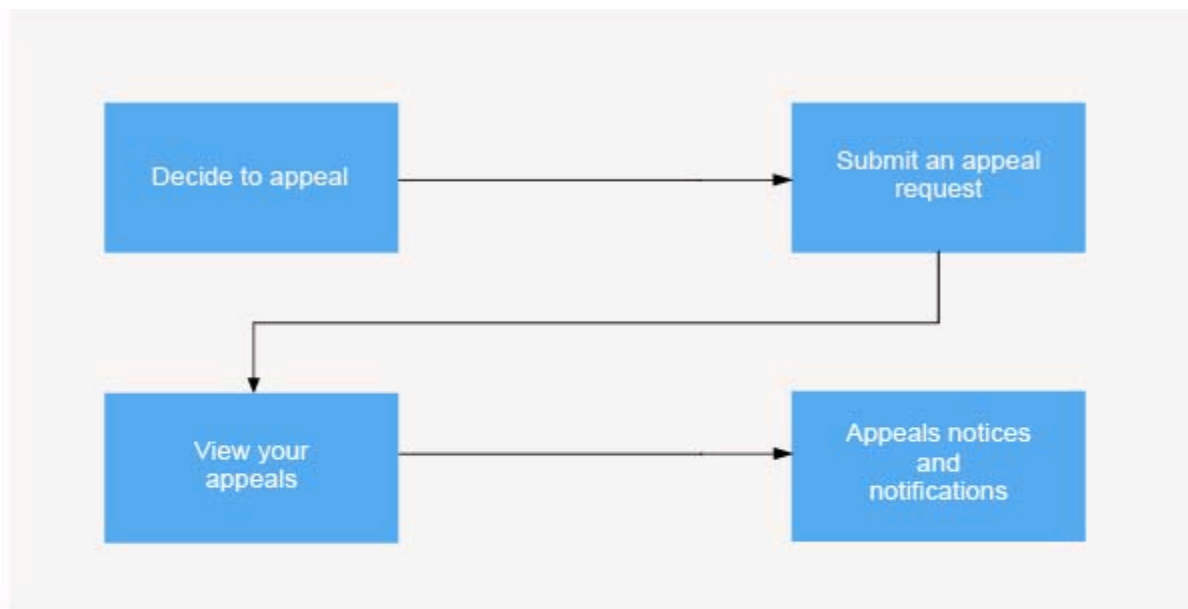 Decide to appeal
Submit an appeal
request
View your
appeals
Appeals notices
and
notifications